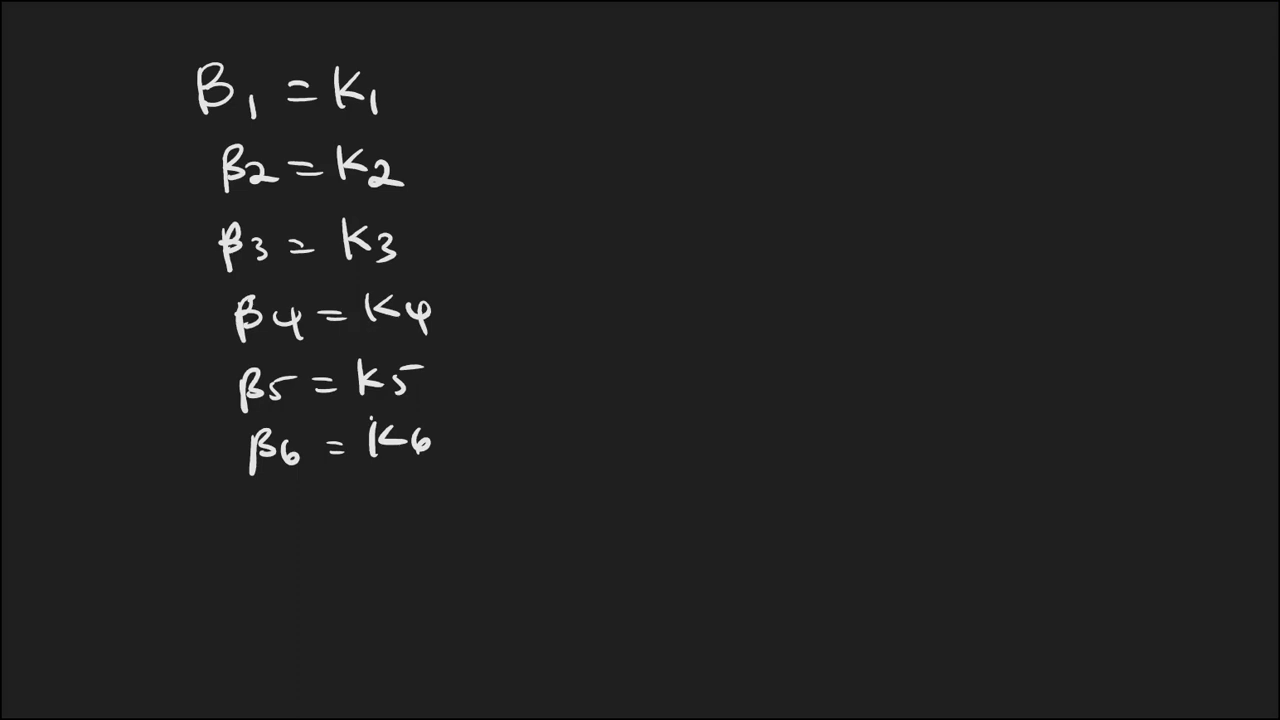 β₁ = K₁
β2 = K2
β3 = K3
β4 = K4
β5 = K5
β6 = K6